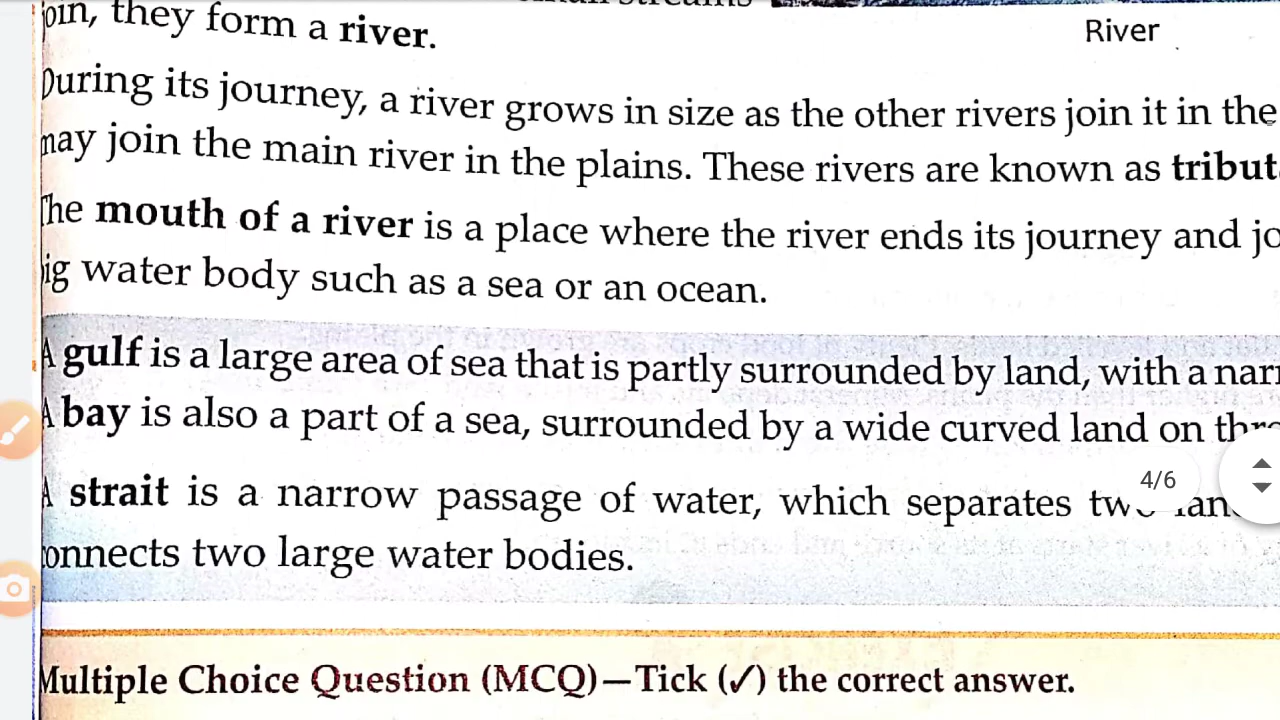 join, they form a river.
River
During its journey, a river grows in size as the other rivers join it in the
may join the main river in the plains. These rivers are known as
The mouth of a river is a place where the river ends its journey and
water body such as a sea or an ocean.
A gulf is a large area of sea that is partly surrounded by land, with a
A bay is also a part of a sea, surrounded by a wide curved land on
A strait is a narrow passage of water, which separates two
connects two large water bodies.
4/6
Multiple Choice Question (MCQ)—Tick (✓) the correct answer.